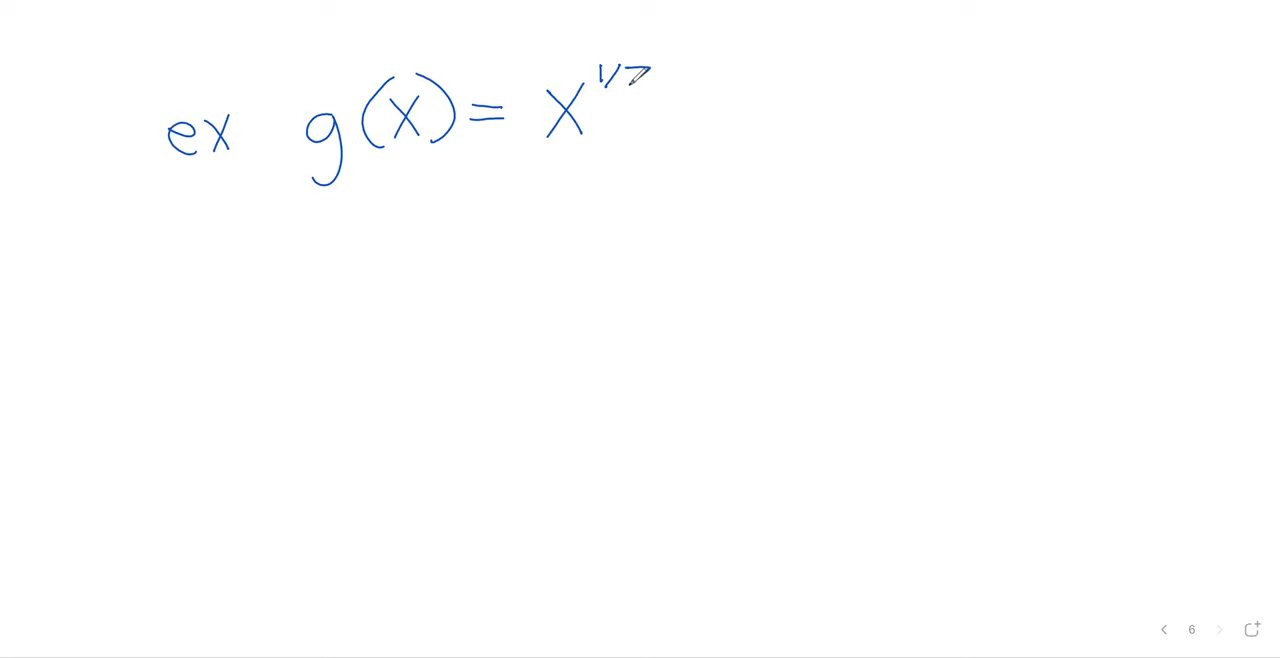 ex g(x) = x^1/7
6